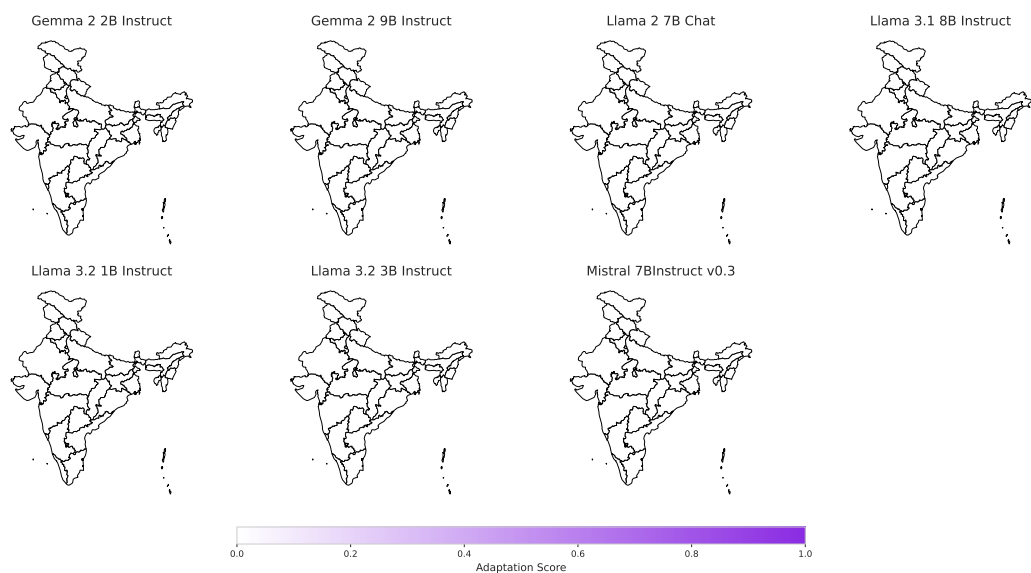 Gemma 2 2B Instruct
Gemma 2 9B Instruct
Llama 2 7B Chat
Llama 3.1 8B Instruct
Llama 3.2 1B Instruct
Llama 3.2 3B Instruct
Mistral 7BInstruct v0.3
0.0
0.2
0.4
0.6
0.8
1.0
Adaptation Score